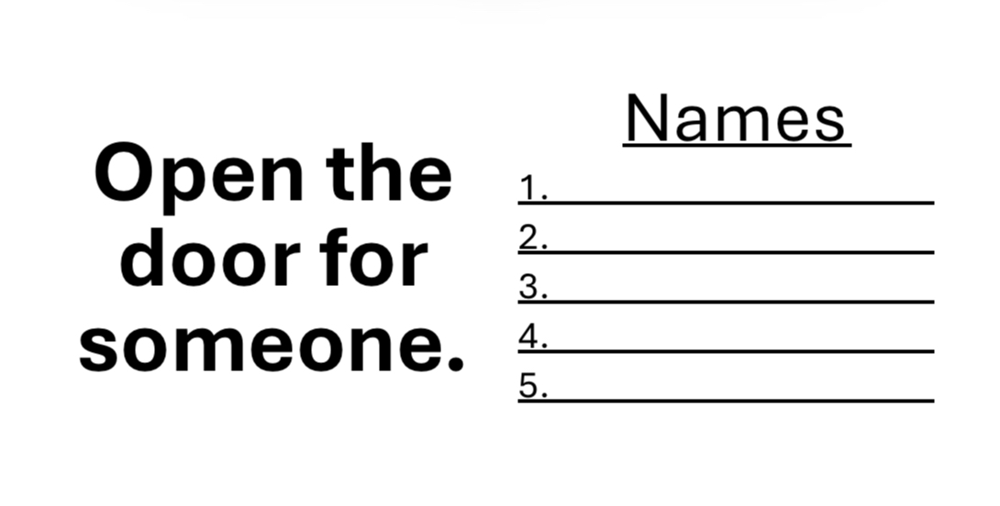 Open the
door for
someone.
Names
1.
2.
3.
4.
5.